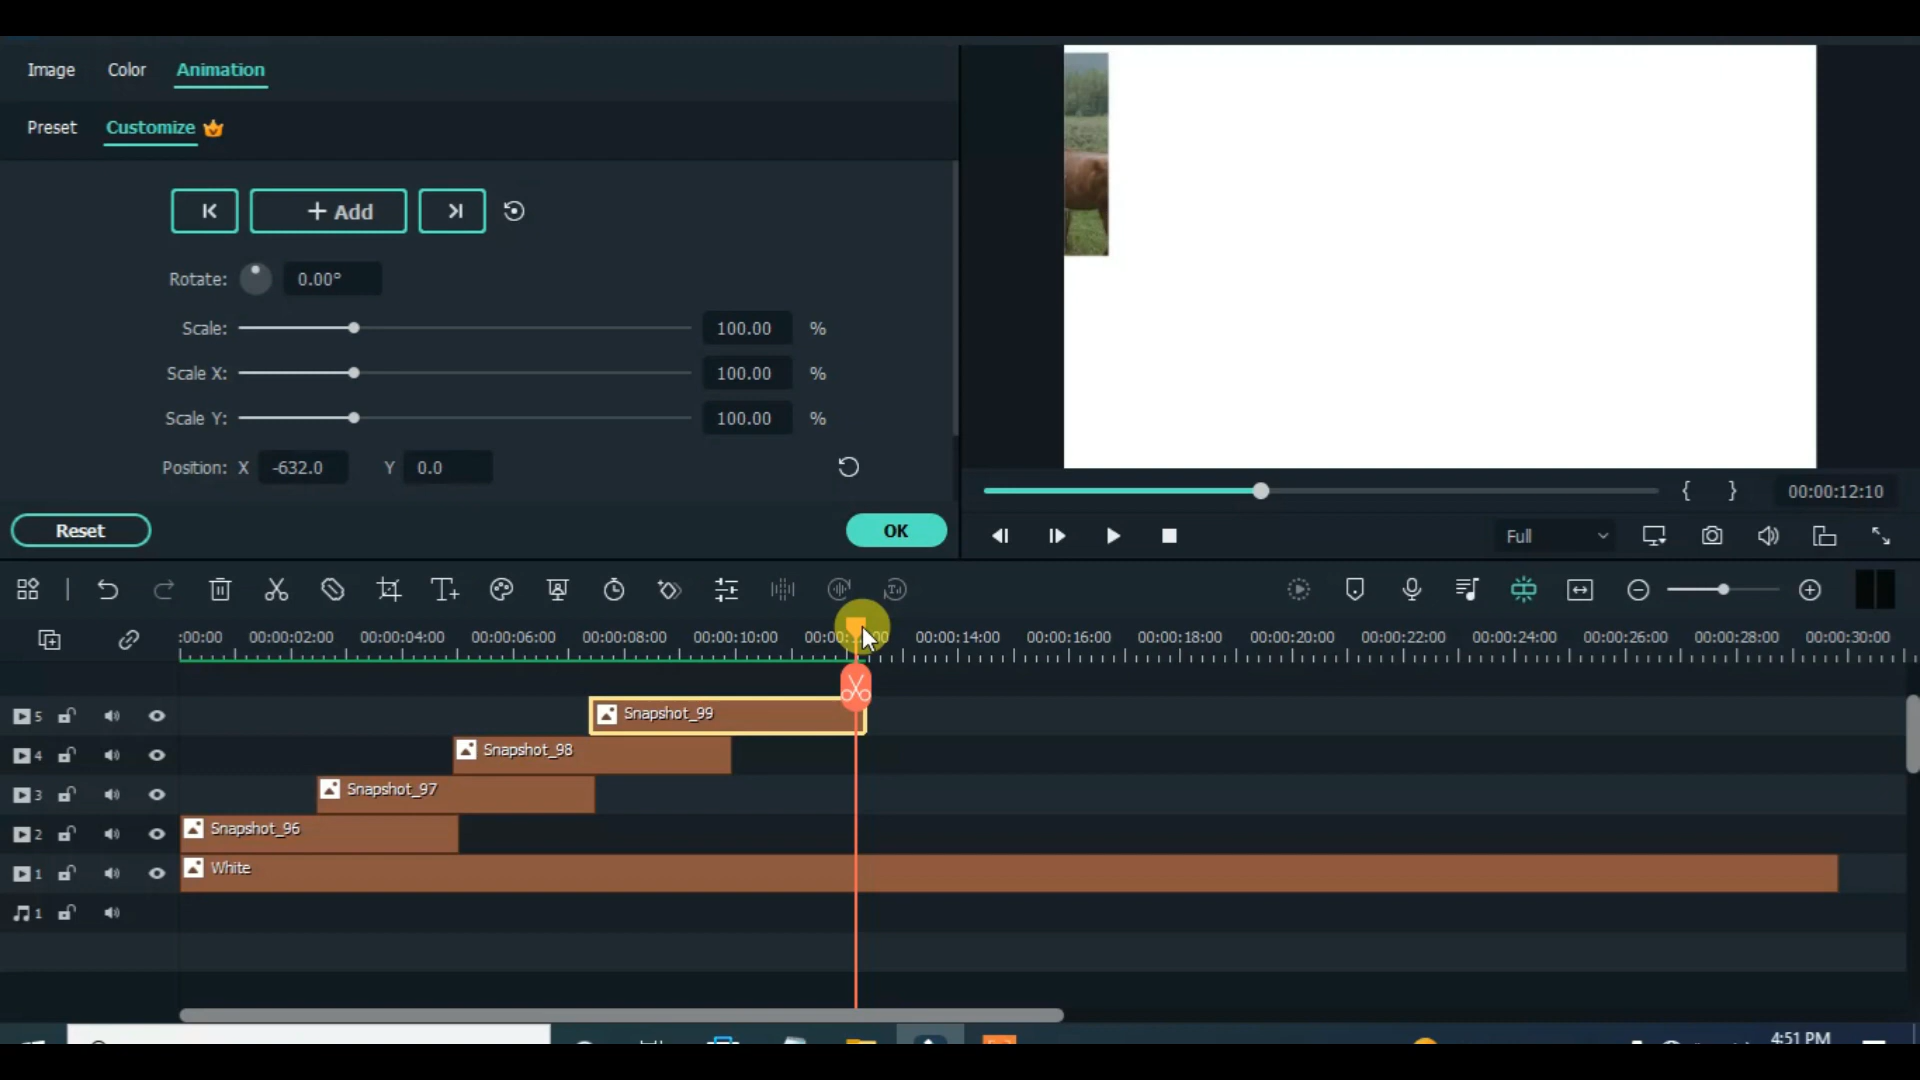 Image Color Animation
Preset Customize
+ Add
Rotate: 0.00°
Scale: 100.00 %
Scale X: 100.00 %
Scale Y: 100.00 %
Position: X -632.0 Y 0.0
Reset OK
{ } 00:00:12:10
Full
:00:00 00:00:02:00 00:00:04:00 00:00:06:00 00:00:08:00 00:00:10:00 00:00:14:00 00:00:16:00 00:00:18:00 00:00:20:00 00:00:22:00 00:00:24:00 00:00:26:00 00:00:28:00 00:00:30:00
5 Snapshot_99
4 Snapshot_98
3 Snapshot_97
2 Snapshot_96
1 White
1
4:51 PM